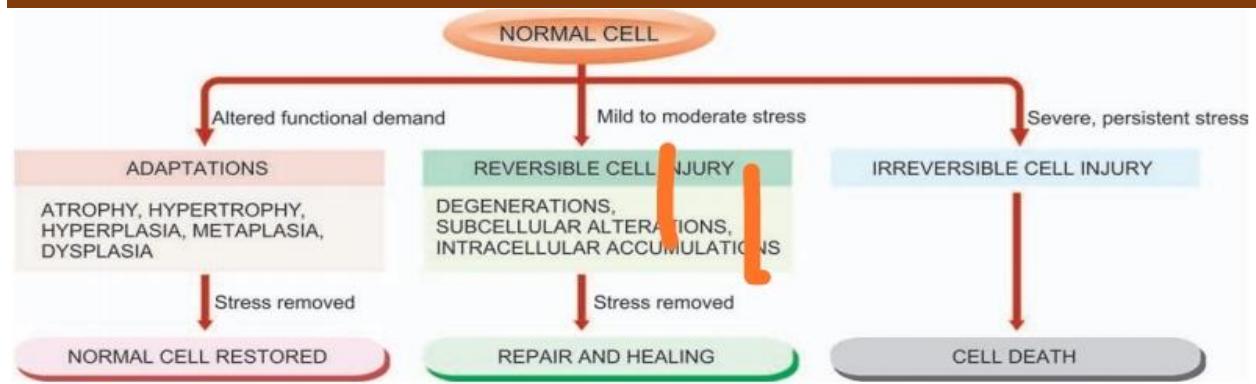 NORMAL CELL
Altered functional demand
Mild to moderate stress
Severe, persistent stress
ADAPTATIONS
ATROPHY, HYPERTROPHY,
HYPERPLASIA, METAPLASIA,
DYSPLASIA
REVERSIBLE CELL INJURY
DEGENERATIONS,
SUBCELLULAR ALTERATIONS,
INTRACELLULAR ACCUMULATIONS
IRREVERSIBLE CELL INJURY
Stress removed
Stress removed
NORMAL CELL RESTORED
REPAIR AND HEALING
CELL DEATH